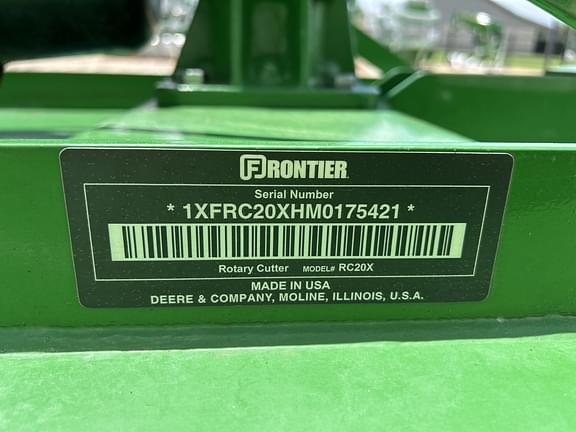 FRONTIER
Serial Number
* 1XFRC20XHM0175421 *
Rotary Cutter MODEL# RC20X
MADE IN USA
DEERE & COMPANY, MOLINE, ILLINOIS, U.S.A.